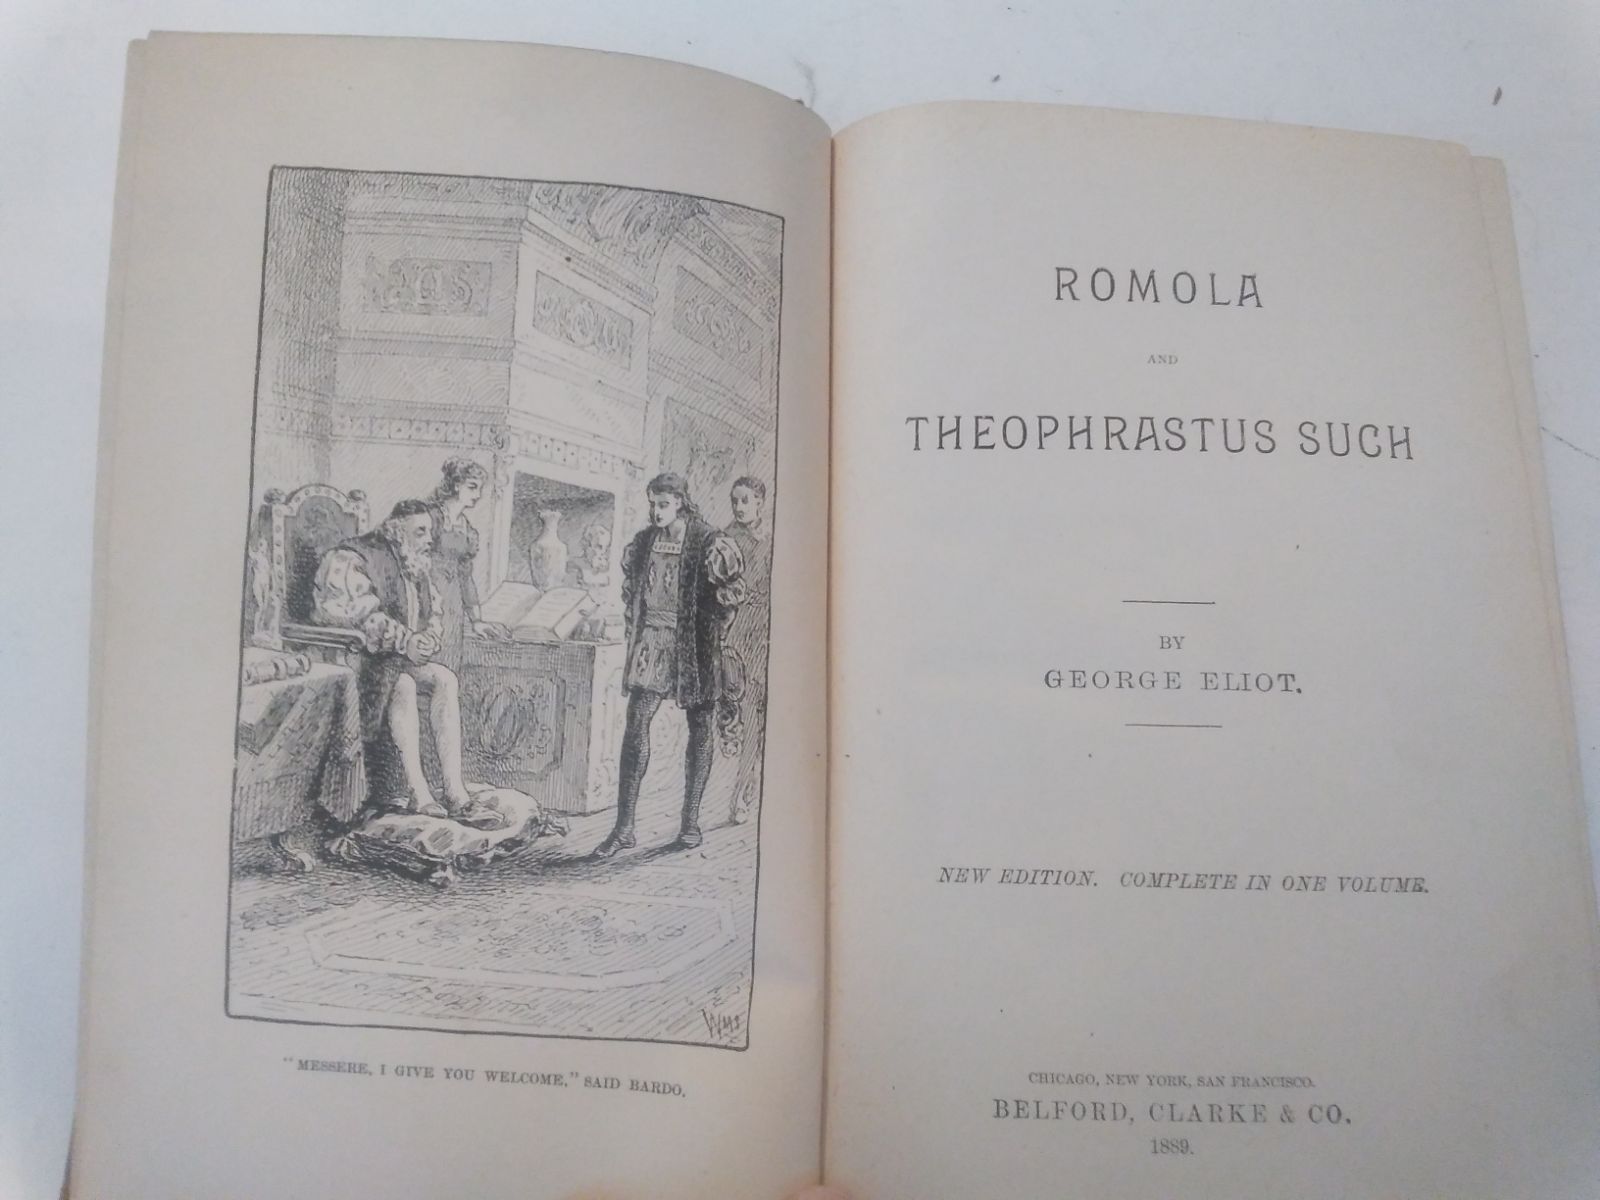 WMS
"MESSERE, I GIVE YOU WELCOME," SAID BARDO.
ROMOLA
AND
THEOPHRASTUS SUCH
BY
GEORGE ELIOT.
NEW EDITION. COMPLETE IN ONE VOLUME.
CHICAGO, NEW YORK, SAN FRANCISCO.
BELFORD, CLARKE & CO.
1889.